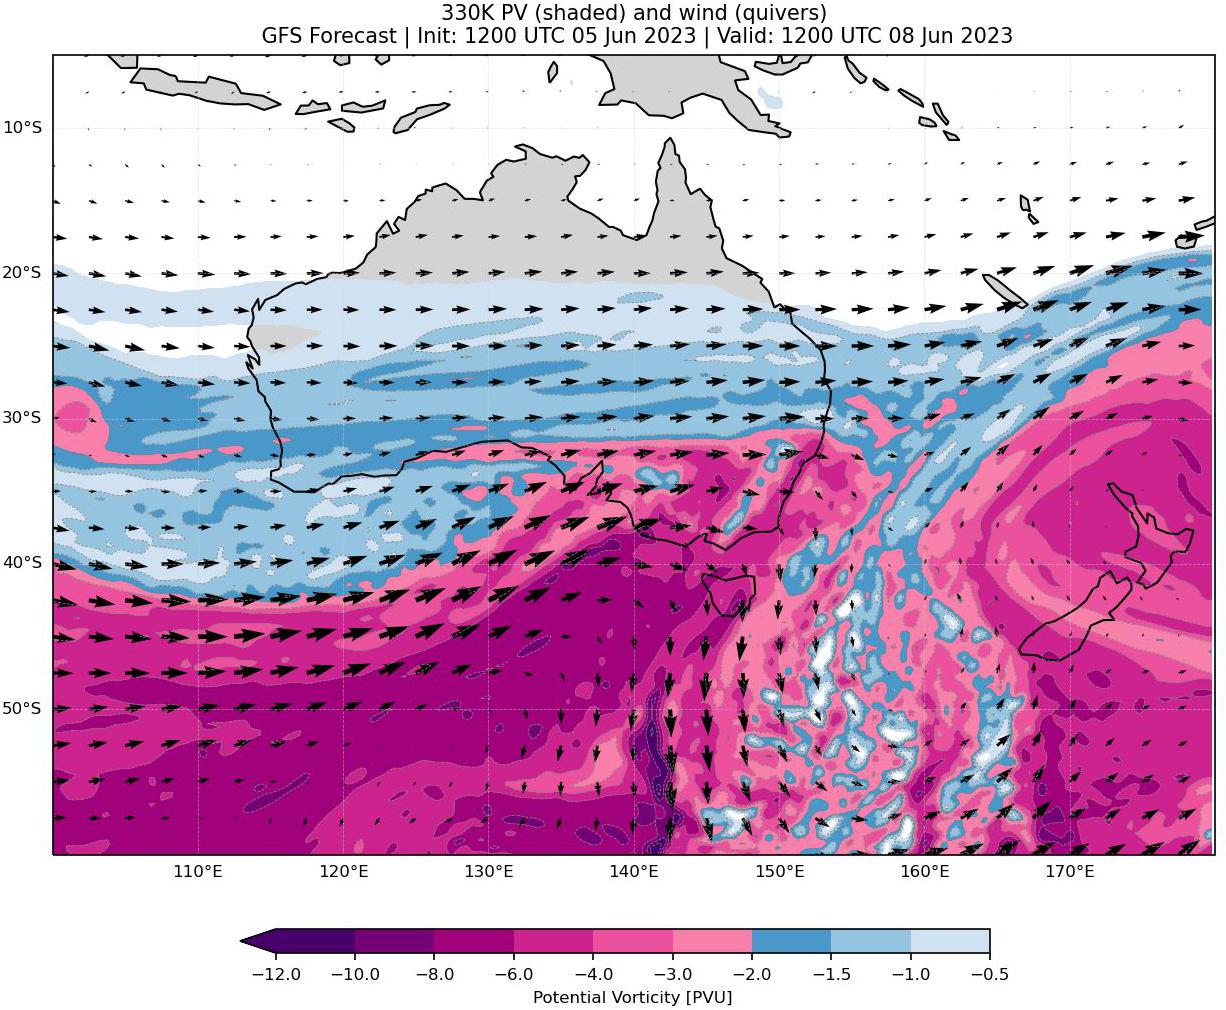 330K PV (shaded) and wind (quivers)
GFS Forecast | Init: 1200 UTC 05 Jun 2023 | Valid: 1200 UTC 08 Jun 2023
10°S
20°S
30°S
40°S
50°S
110°E 120°E 130°E 140°E 150°E 160°E 170°E
−12.0 −10.0 −8.0 −6.0 −4.0 −3.0 −2.0 −1.5 −1.0 −0.5
Potential Vorticity [PVU]